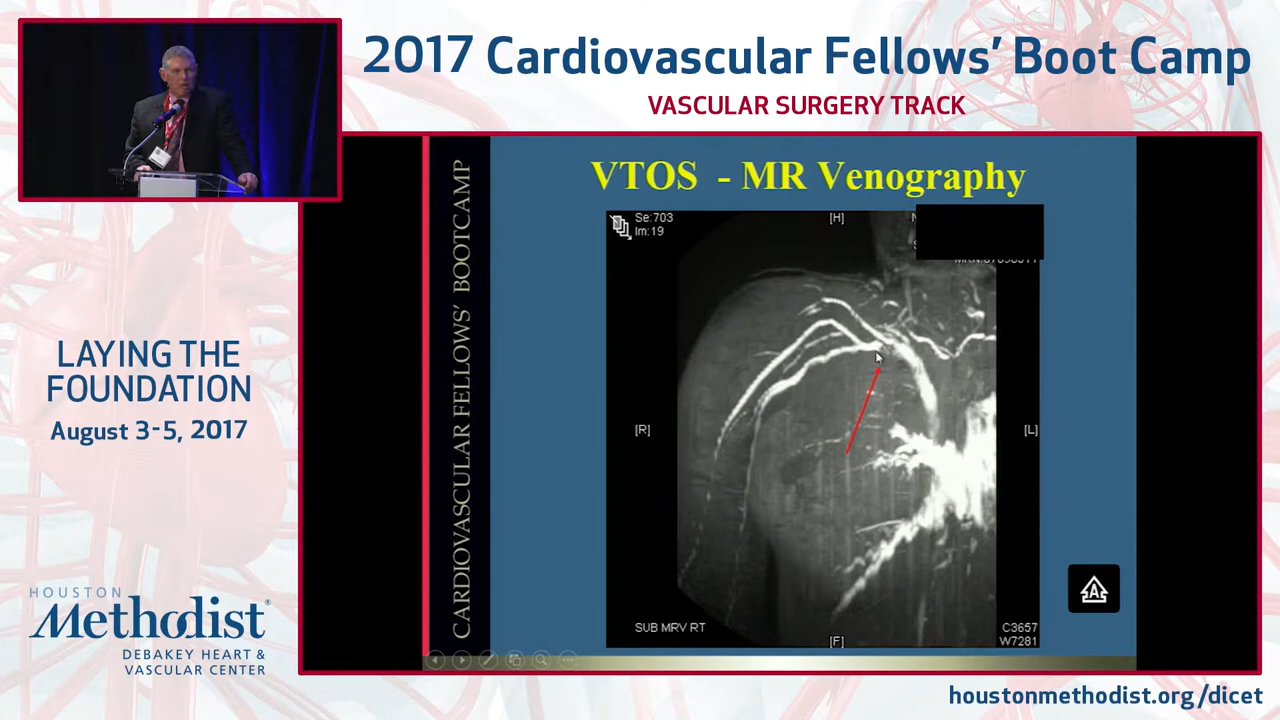 2017 Cardiovascular Fellows' Boot Camp
VASCULAR SURGERY TRACK
CARDIOVASCULAR FELLOWS' BOOTCAMP
VTOS - MR Venography
Se:703
Im:19
[H]
[R]
[L]
SUB MRV RT
[F]
C3657
W7281
A
LAYING THE
FOUNDATION
August 3-5, 2017
HOUSTON
Methodist®
DEBAKEY HEART &
VASCULAR CENTER
houstonmethodist.org/dicet